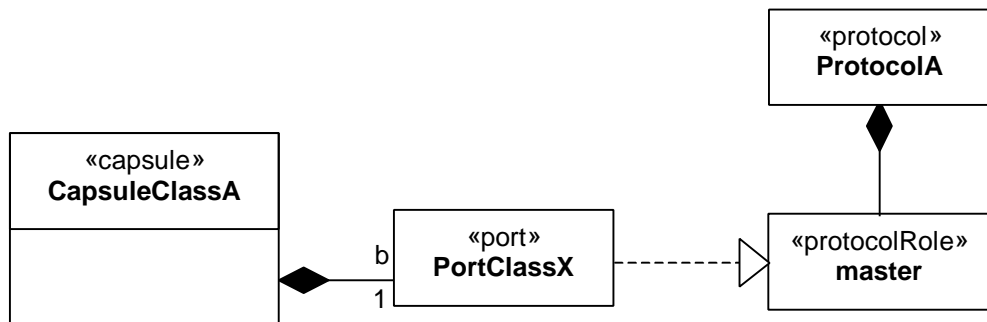 «protocol»
ProtocolA
«capsule»
CapsuleClassA
b
1
«port»
PortClassX
«protocolRole»
master